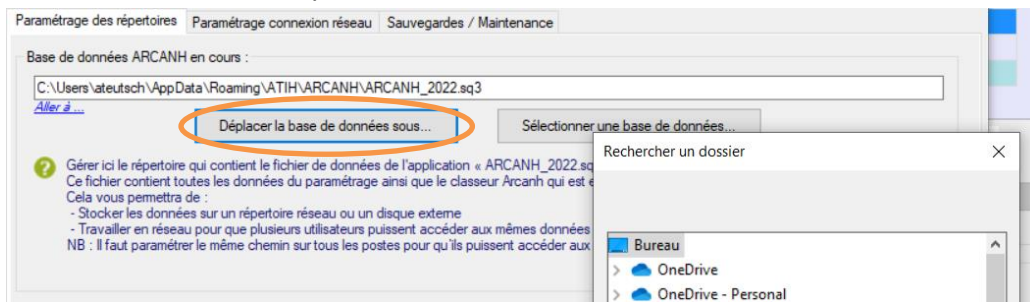 Paramétrage des répertoires Paramétrage connexion réseau Sauvegardes / Maintenance
Base de données ARCANH en cours :
C:\Users\ateutsch\AppData\Roaming\ATIH\ARCANH\ARCANH_2022.sq3
Aller à ...
Déplacer la base de données sous... Sélectionner une base de données...
Rechercher un dossier
Gérer ici le répertoire qui contient le fichier de données de l'application « ARCANH_2022.sq
Ce fichier contient toutes les données du paramétrage ainsi que le classeur Arcanh qui est e
Cela vous permettra de :
- Stocker les données sur un répertoire réseau ou un disque externe
- Travailler en réseau pour que plusieurs utilisateurs puissent accéder aux mêmes données
NB : Il faut paramétrer le même chemin sur tous les postes pour qu'ils puissent accéder aux
Bureau
OneDrive
OneDrive - Personal